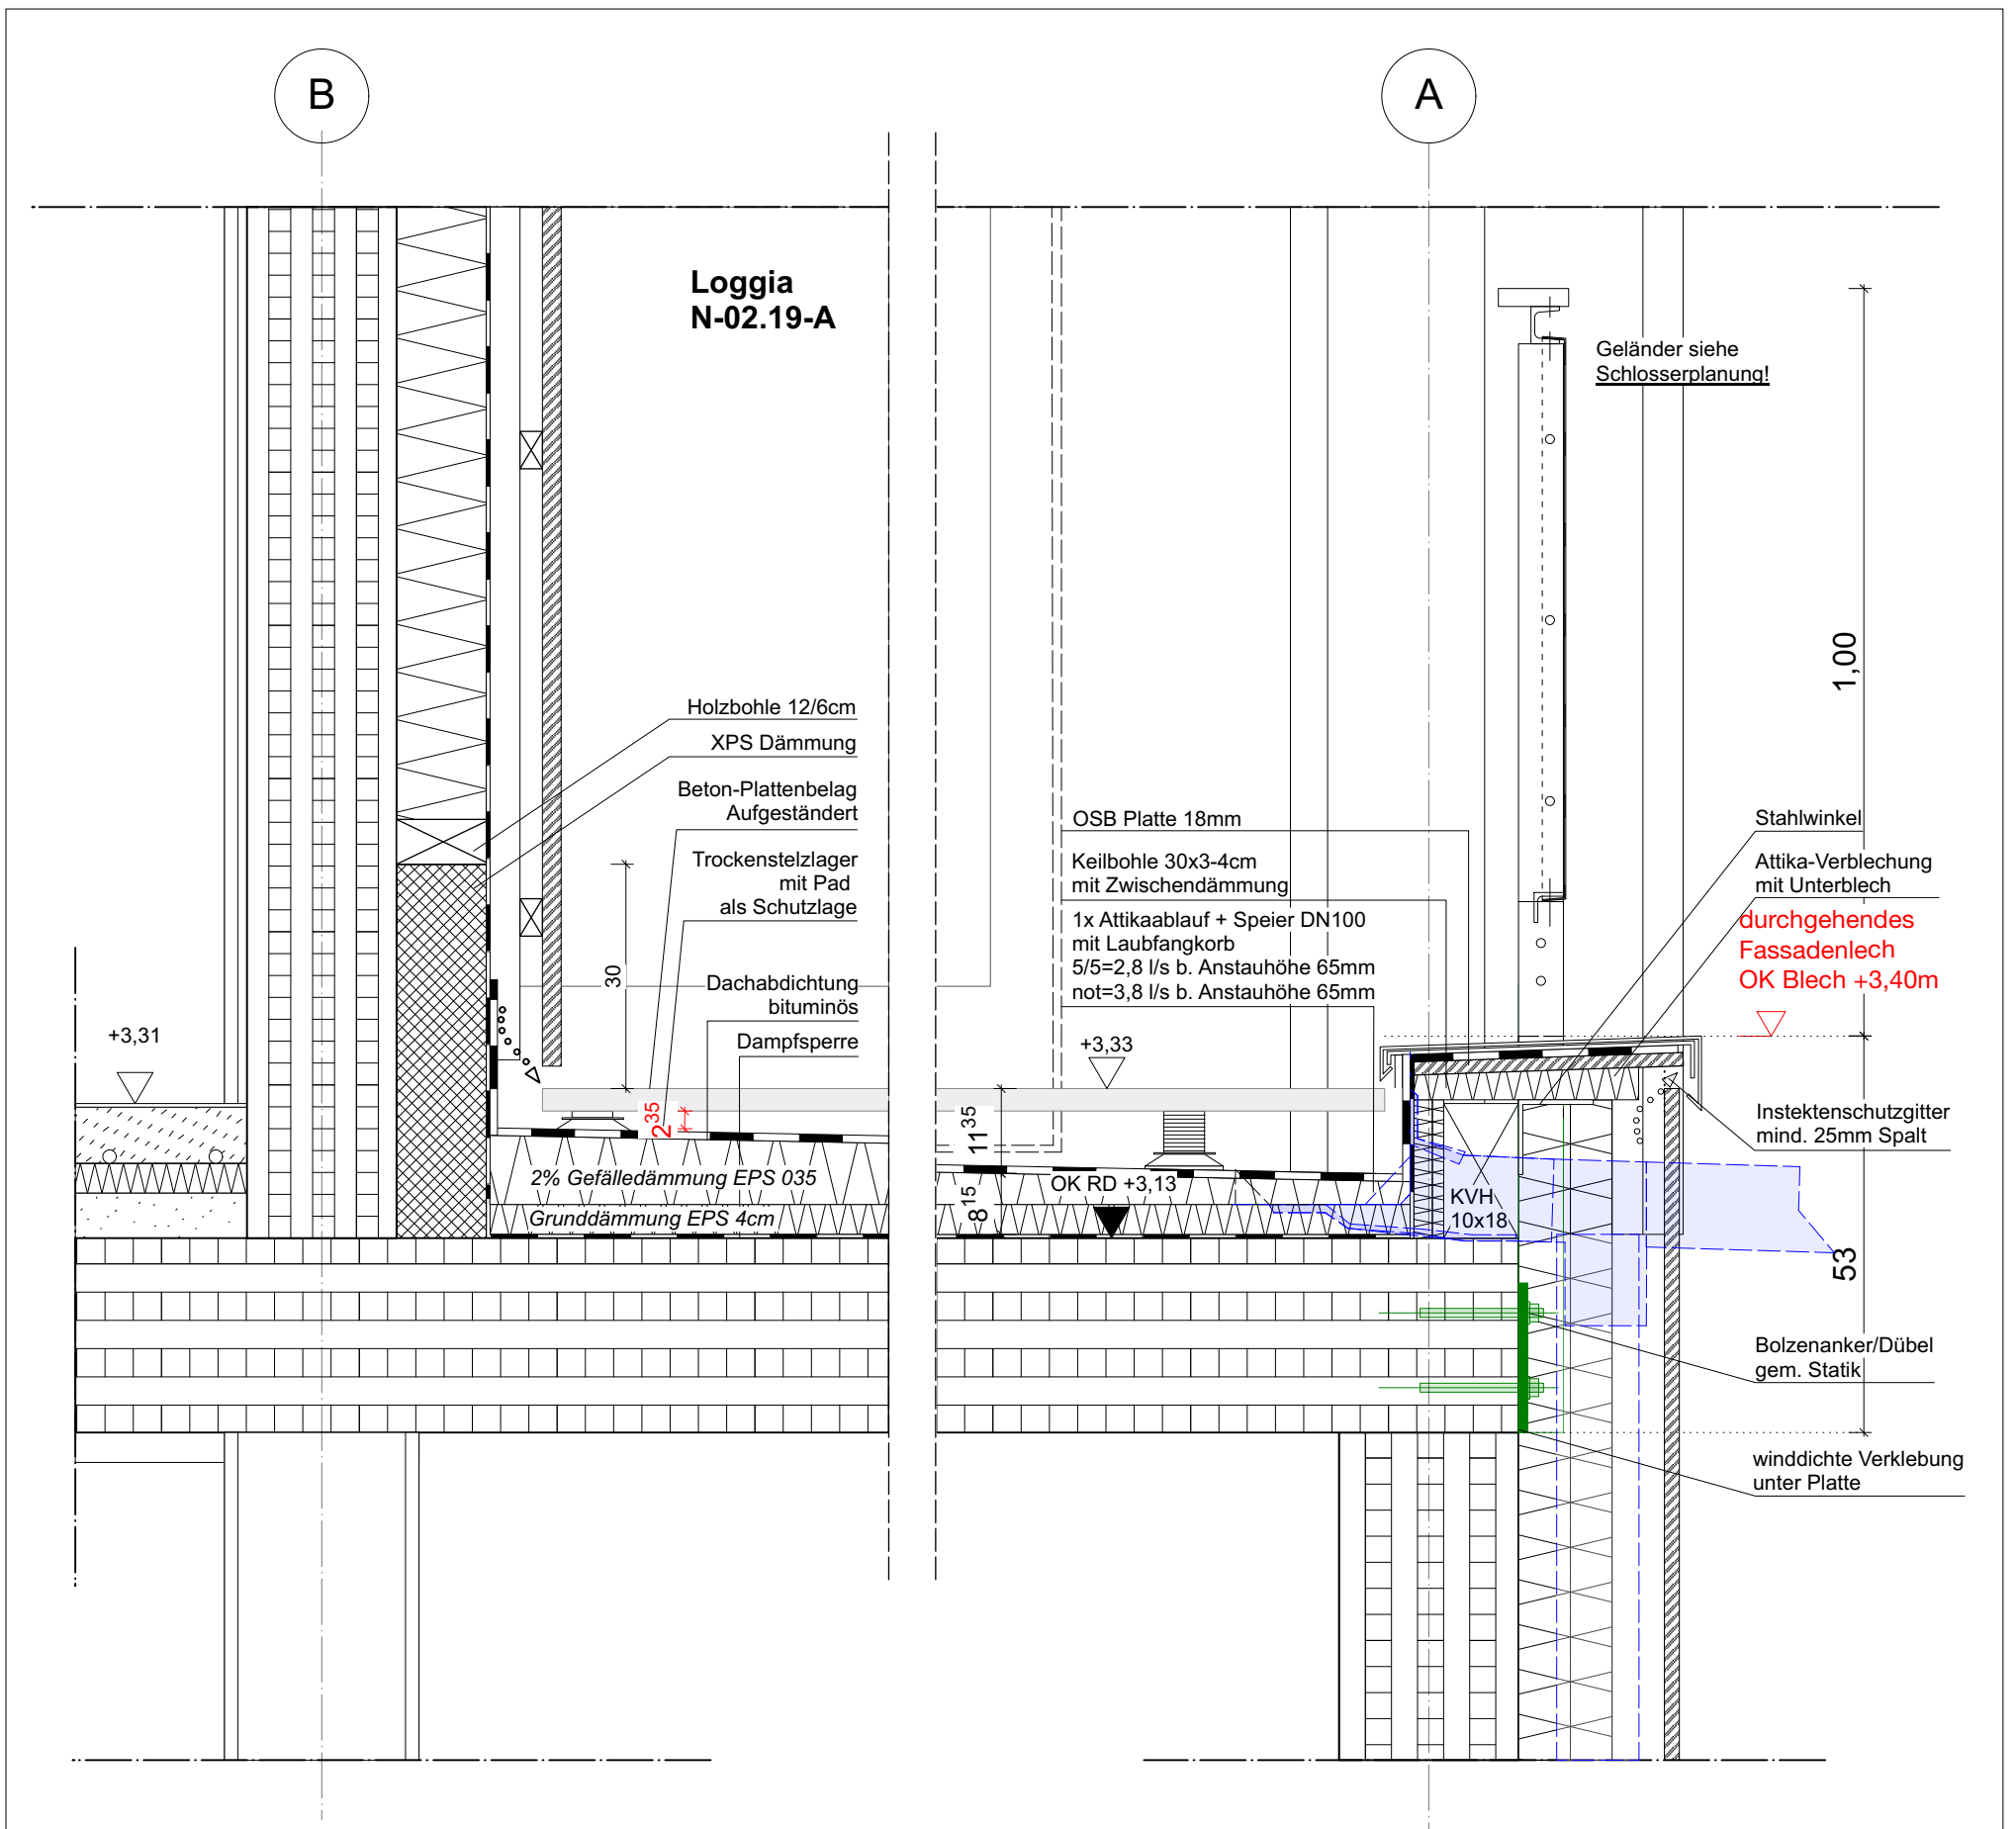 B
A
Loggia
N-02.19-A
Geländer siehe
Schlosserplanung!
1,00
Holzbohle 12/6cm
XPS Dämmung
Beton-Plattenbelag
Aufgeständert
Trockenstelzlager
mit Pad
als Schutzlage
30
Dachabdichtung
bituminös
Dampfsperre
OSB Platte 18mm
Keilbohle 30x3-4cm
mit Zwischendämmung
1x Attikaablauf + Speier DN100
mit Laubfangkorb
5/5=2,8 l/s b. Anstauhöhe 65mm
not=3,8 l/s b. Anstauhöhe 65mm
Stahlwinkel
Attika-Verblechung
mit Unterblech
durchgehendes
Fassadenlech
OK Blech +3,40m
+3,31
+3,33
2 35
11 35
8 15
2% Gefälledämmung EPS 035
Grunddämmung EPS 4cm
OK RD +3,13
KVH
10x18
Instektenschutzgitter
mind. 25mm Spalt
53
Bolzenanker/Dübel
gem. Statik
winddichte Verklebung
unter Platte